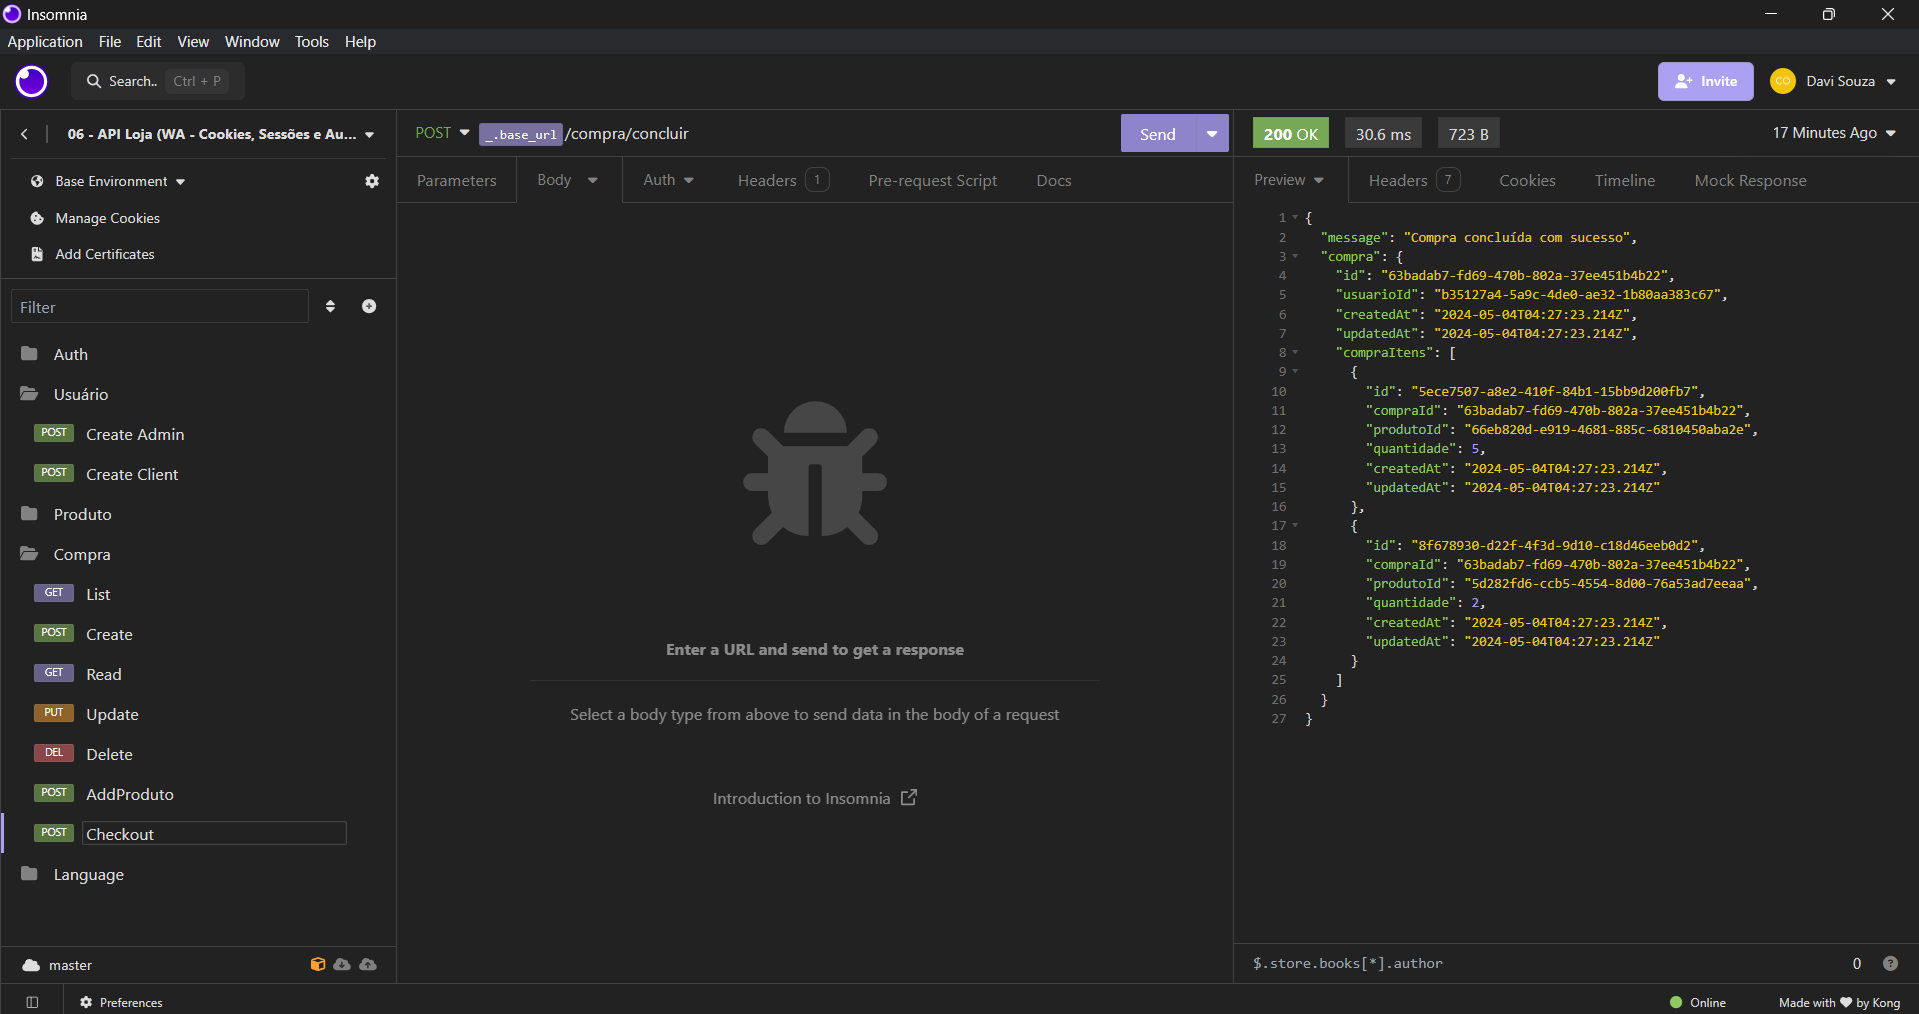 Insomnia
Application File Edit View Window Tools Help
Search.. Ctrl + P
Invite
CO
Davi Souza
06 - API Loja (WA - Cookies, Sessões e Au...
Base Environment
Manage Cookies
Add Certificates
Filter
Auth
Usuário
POST Create Admin
POST Create Client
Produto
Compra
GET List
POST Create
GET Read
PUT Update
DEL Delete
POST AddProduto
POST Checkout
Language
master
Preferences
POST _.base_url/compra/concluir
Send
Parameters Body Auth Headers 1 Pre-request Script Docs
Enter a URL and send to get a response
Select a body type from above to send data in the body of a request
Introduction to Insomnia
200 OK 30.6 ms 723 B 17 Minutes Ago
Preview Headers 7 Cookies Timeline Mock Response
1 {
2 "message": "Compra concluída com sucesso",
3 "compra": {
4 "id": "63badab7-fd69-470b-802a-37ee451b4b22",
5 "usuarioId": "b35127a4-5a9c-4de0-ae32-1b80aa383c67",
6 "createdAt": "2024-05-04T04:27:23.214Z",
7 "updatedAt": "2024-05-04T04:27:23.214Z",
8 "compraItens": [
9 {
10 "id": "5ece7507-a8e2-410f-84b1-15bb9d200fb7",
11 "compraId": "63badab7-fd69-470b-802a-37ee451b4b22",
12 "produtoId": "66eb820d-e919-4681-885c-6810450aba2e",
13 "quantidade": 5,
14 "createdAt": "2024-05-04T04:27:23.214Z",
15 "updatedAt": "2024-05-04T04:27:23.214Z"
16 },
17 {
18 "id": "8f678930-d22f-4f3d-9d10-c18d46eeb0d2",
19 "compraId": "63badab7-fd69-470b-802a-37ee451b4b22",
20 "produtoId": "5d282fd6-ccb5-4554-8d00-76a53ad7eeaa",
21 "quantidade": 2,
22 "createdAt": "2024-05-04T04:27:23.214Z",
23 "updatedAt": "2024-05-04T04:27:23.214Z"
24 }
25 ]
26 }
27 }
$.store.books[*].author 0
Online
Made with ❤ by Kong